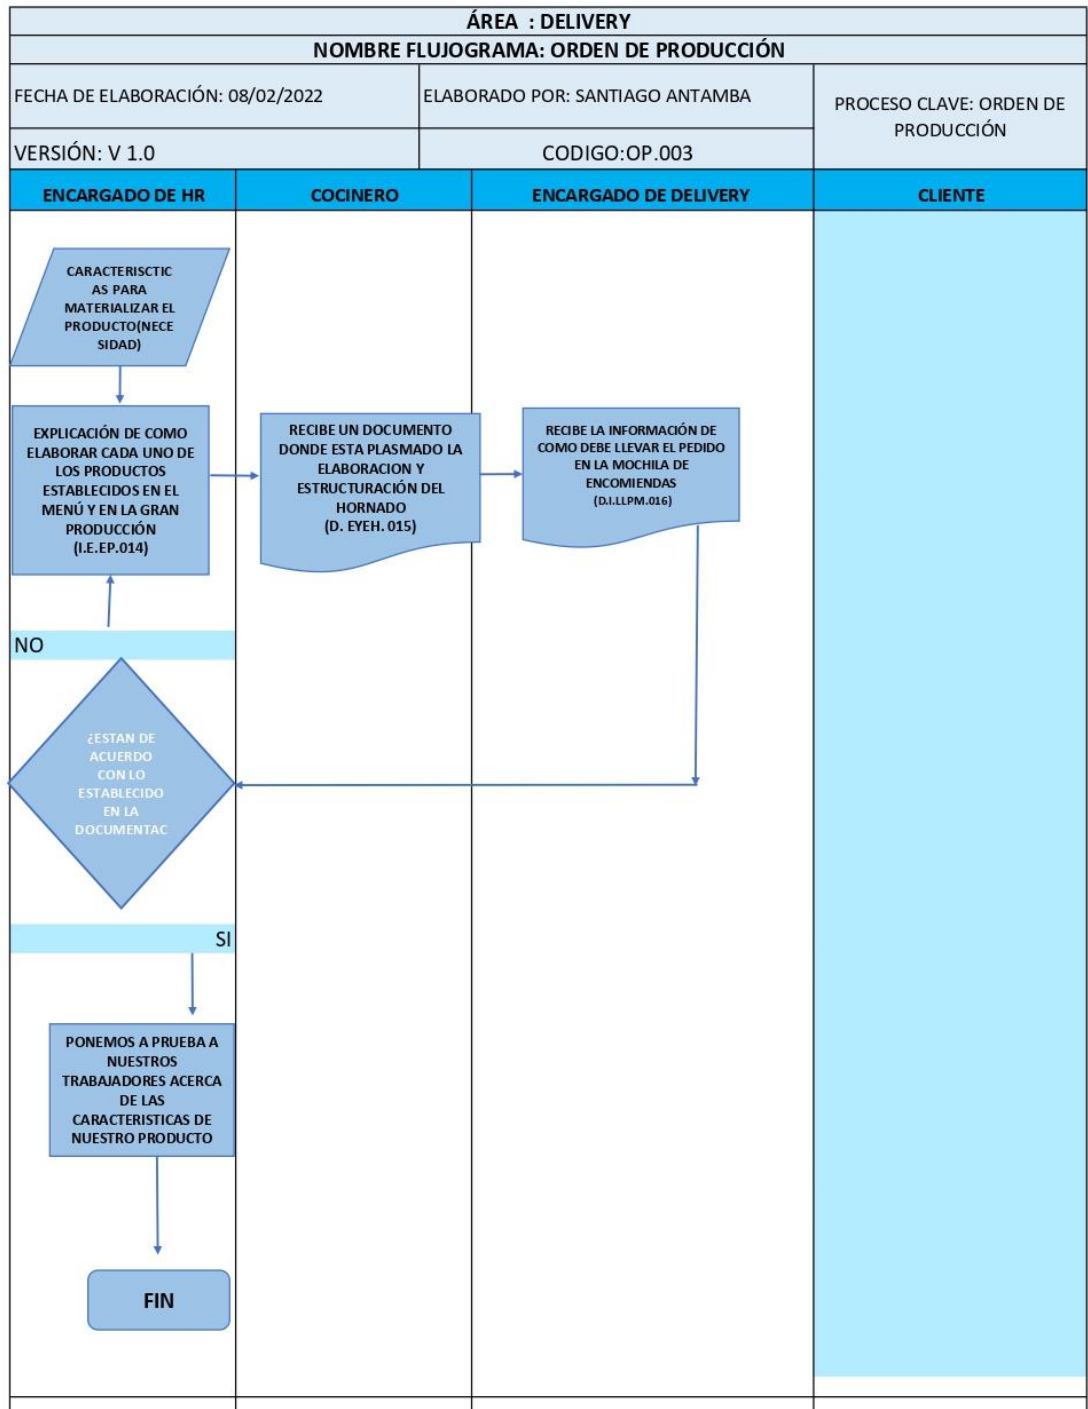 ÁREA : DELIVERY
NOMBRE FLUJOGRAMA: ORDEN DE PRODUCCIÓN
FECHA DE ELABORACIÓN: 08/02/2022
ELABORADO POR: SANTIAGO ANTAMBA
PROCESO CLAVE: ORDEN DE
PRODUCCIÓN
VERSIÓN: V 1.0
CODIGO:OP.003
ENCARGADO DE HR
COCINERO
ENCARGADO DE DELIVERY
CLIENTE
CARACTERISCTIC
AS PARA
MATERIALIZAR EL
PRODUCTO(NECE
SIDAD)
EXPLICACIÓN DE COMO
ELABORAR CADA UNO DE
LOS PRODUCTOS
ESTABLECIDOS EN EL
MENÚ Y EN LA GRAN
PRODUCCIÓN
(I.E.EP.014)
RECIBE UN DOCUMENTO
DONDE ESTA PLASMADO LA
ELABORACION Y
ESTRUCTURACIÓN DEL
HORNADO
(D. EYEH. 015)
RECIBE LA INFORMACIÓN DE
COMO DEBE LLEVAR EL PEDIDO
EN LA MOCHILA DE
ENCOMIENDAS
(D.I.LLPM.016)
NO
¿ESTAN DE
ACUERDO
CON LO
ESTABLECIDO
EN LA
DOCUMENTAC
SI
PONEMOS A PRUEBA A
NUESTROS
TRABAJADORES ACERCA
DE LAS
CARACTERISTICAS DE
NUESTRO PRODUCTO
FIN